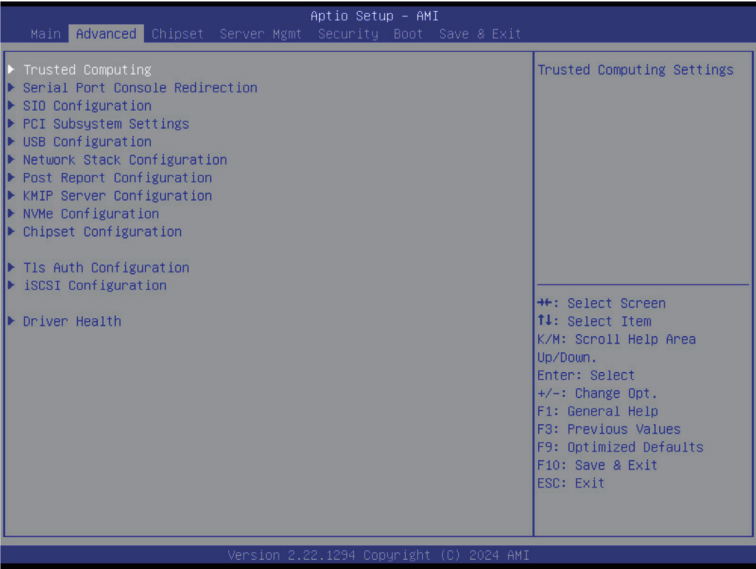 Aptio Setup – AMI
Main Advanced Chipset Server Mgmt Security Boot Save & Exit
Trusted Computing
Serial Port Console Redirection
SIO Configuration
PCI Subsystem Settings
USB Configuration
Network Stack Configuration
Post Report Configuration
KMIP Server Configuration
NVMe Configuration
Chipset Configuration
Tls Auth Configuration
iSCSI Configuration
Driver Health
Trusted Computing Settings
→←: Select Screen
↑↓: Select Item
K/M: Scroll Help Area
Up/Down.
Enter: Select
+/-: Change Opt.
F1: General Help
F3: Previous Values
F9: Optimized Defaults
F10: Save & Exit
ESC: Exit
Version 2.22.1294 Copyright (C) 2024 AMI